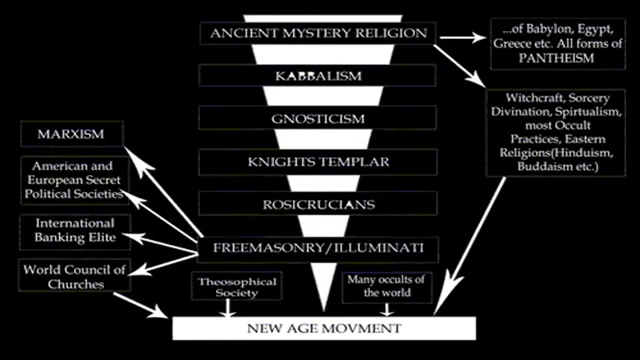 ANCIENT MYSTERY RELIGION
...of Babylon, Egypt,
Greece etc. All forms of
PANTHEISM
KABBALISM
GNOSTICISM
Witchcraft, Sorcery
Divination, Spirtualism,
most Occult
Practices, Eastern
Religions(Hinduism,
Buddaism etc.)
MARXISM
KNIGHTS TEMPLAR
American and
European Secret
Political Societies
ROSICRUCIANS
International
Banking Elite
FREEMASONRY/ILLUMINATI
World Council of
Churches
Theosophical
Society
Many occults of
the world
NEW AGE MOVMENT